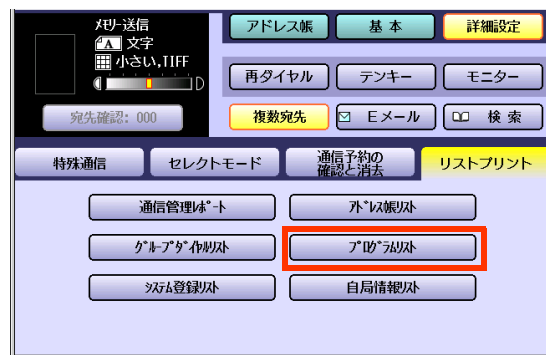 メモリー送信
A 文字
小さい,TIFF
D
宛先確認: 000
アドレス帳 基本 詳細設定
再ダイヤル テンキー モニター
複数宛先 Eメール 検索
特殊通信 セレクトモード 通信予約の確認と消去 リストプリント
通信管理レポート アドレス帳リスト
グループダイヤルリスト プログラムリスト
システム登録リスト 自局情報リスト